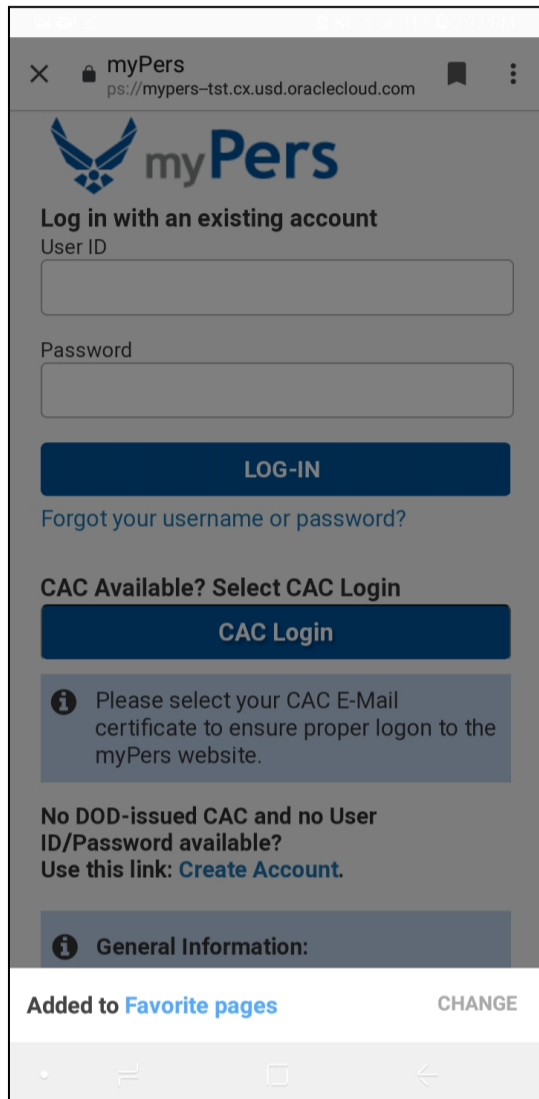 myPers
ps://mypers–tst.cx.usd.oraclecloud.com
myPers
Log in with an existing account
User ID
Password
LOG-IN
Forgot your username or password?
CAC Available? Select CAC Login
CAC Login
Please select your CAC E-Mail
certificate to ensure proper logon to the
myPers website.
No DOD-issued CAC and no User
ID/Password available?
Use this link: Create Account.
General Information:
Added to Favorite pages CHANGE